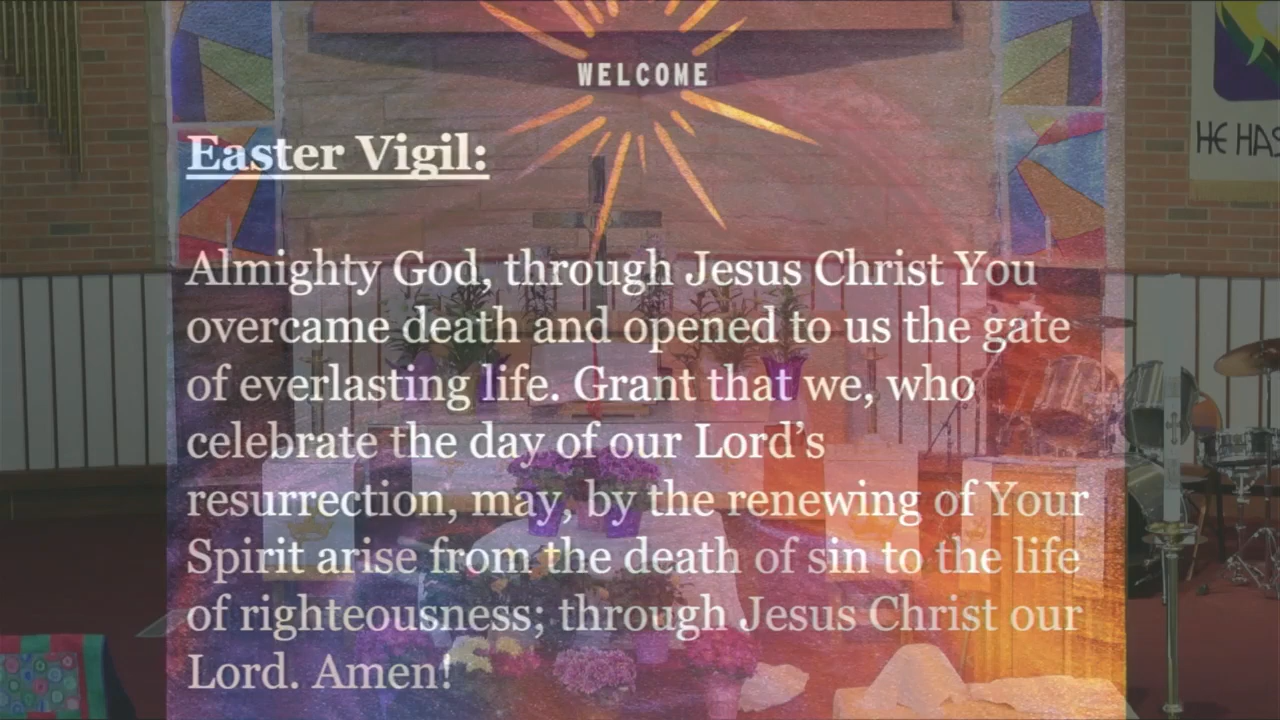 WELCOME
Easter Vigil:
HE HAS
Almighty God, through Jesus Christ You
overcame death and opened to us the gate
of everlasting life. Grant that we, who
celebrate the day of our Lord’s
resurrection, may, by the renewing of Your
Spirit arise from the death of sin to the life
of righteousness; through Jesus Christ our
Lord. Amen!